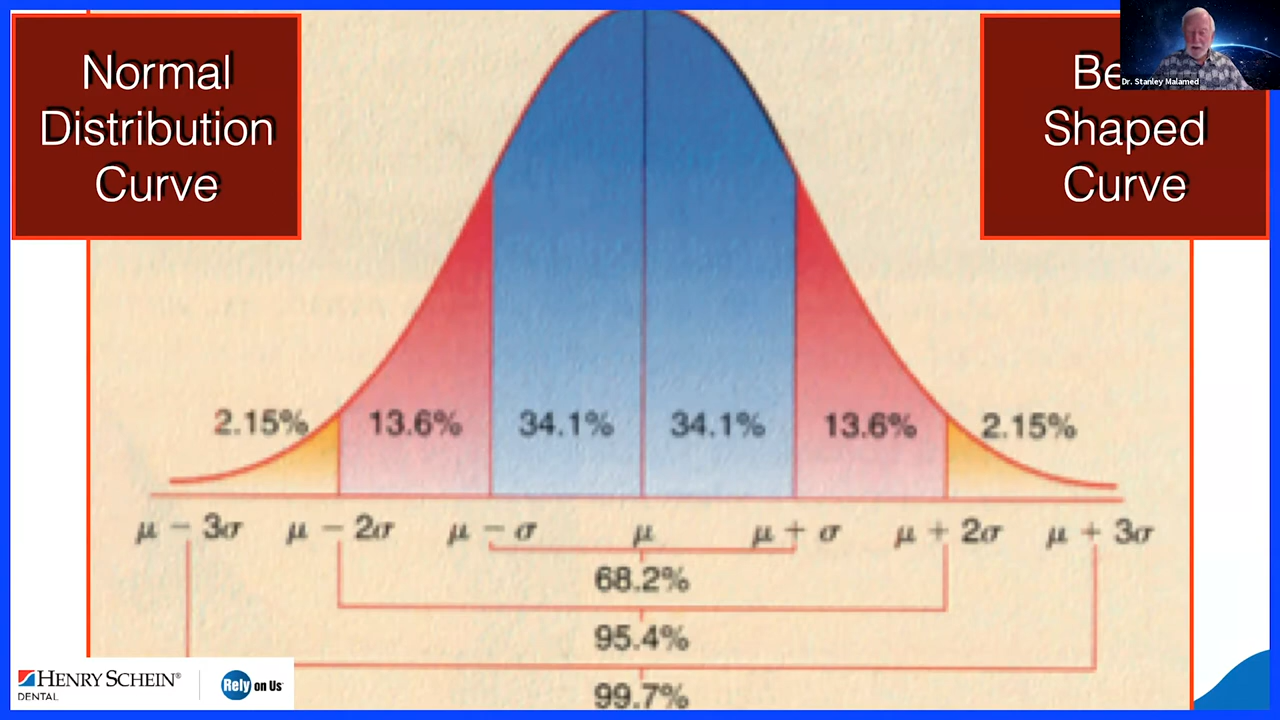 Normal
Distribution
Curve
Be
Shaped
Curve
Dr. Stanley Malamed
2.15% 13.6% 34.1% 34.1% 13.6% 2.15%
μ − 3σ μ − 2σ μ − σ μ μ + σ μ + 2σ μ + 3σ
68.2%
95.4%
99.7%
HENRY SCHEIN®
DENTAL
Rely on Us